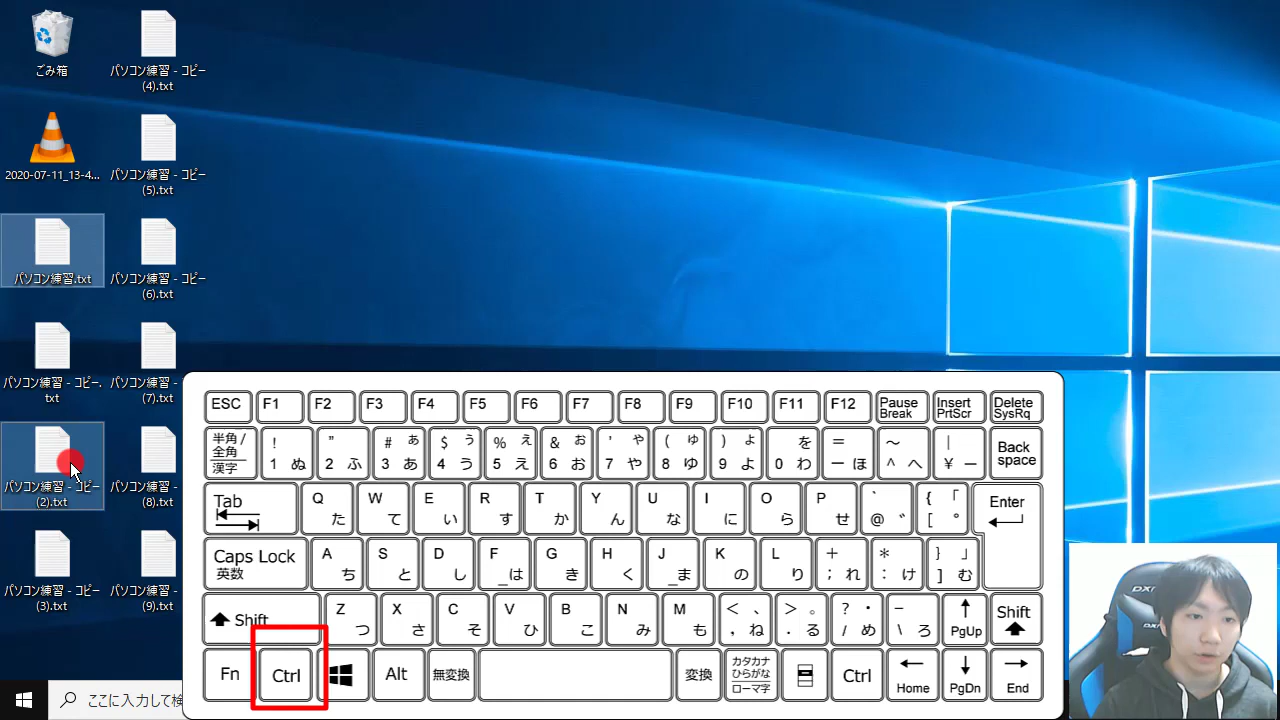 ごみ箱
パソコン練習 - コピー
(4).txt
2020-07-11_13-4...
パソコン練習 - コピー
(5).txt
パソコン練習.txt
パソコン練習 - コピー
(6).txt
パソコン練習 - コピー.
txt
パソコン練習 -
(7).txt
パソコン練習 - コピー
(2).txt
パソコン練習 -
(8).txt
パソコン練習 - コピー
(3).txt
パソコン練習 -
(9).txt
ESC F1 F2 F3 F4 F5 F6 F7 F8 F9 F10 F11 F12 Pause Break Insert PrtScr Delete SysRq
半角/全角 漢字 ! 1 ぬ " 2 ふ # ぁ 3 あ $ ぅ 4 う % ぇ 5 え & ぉ 6 お ' ゃ 7 や ( ゅ 8 ゆ ) ょ 9 よ を 0 わ = ー ほ ～ ^ へ | ￥ ー Back space
Tab Q た W て E い R す T か Y ん U な I に O ら P せ ` @ ゛ { 「 [ ° Enter
Caps Lock 英数 A ち S と D し F _は G き H く J _ま K の L り + ; れ * : け } 」 ] む
Shift Z つ X さ C そ V ひ B こ N み M も < 、 , ね > 。 . る ? ・ / め _ \ ろ PgUp Shift
Fn Ctrl Alt 無変換 変換 カタカナ ひらがな ローマ字 Ctrl Home PgDn End
ここに入力して検
DX